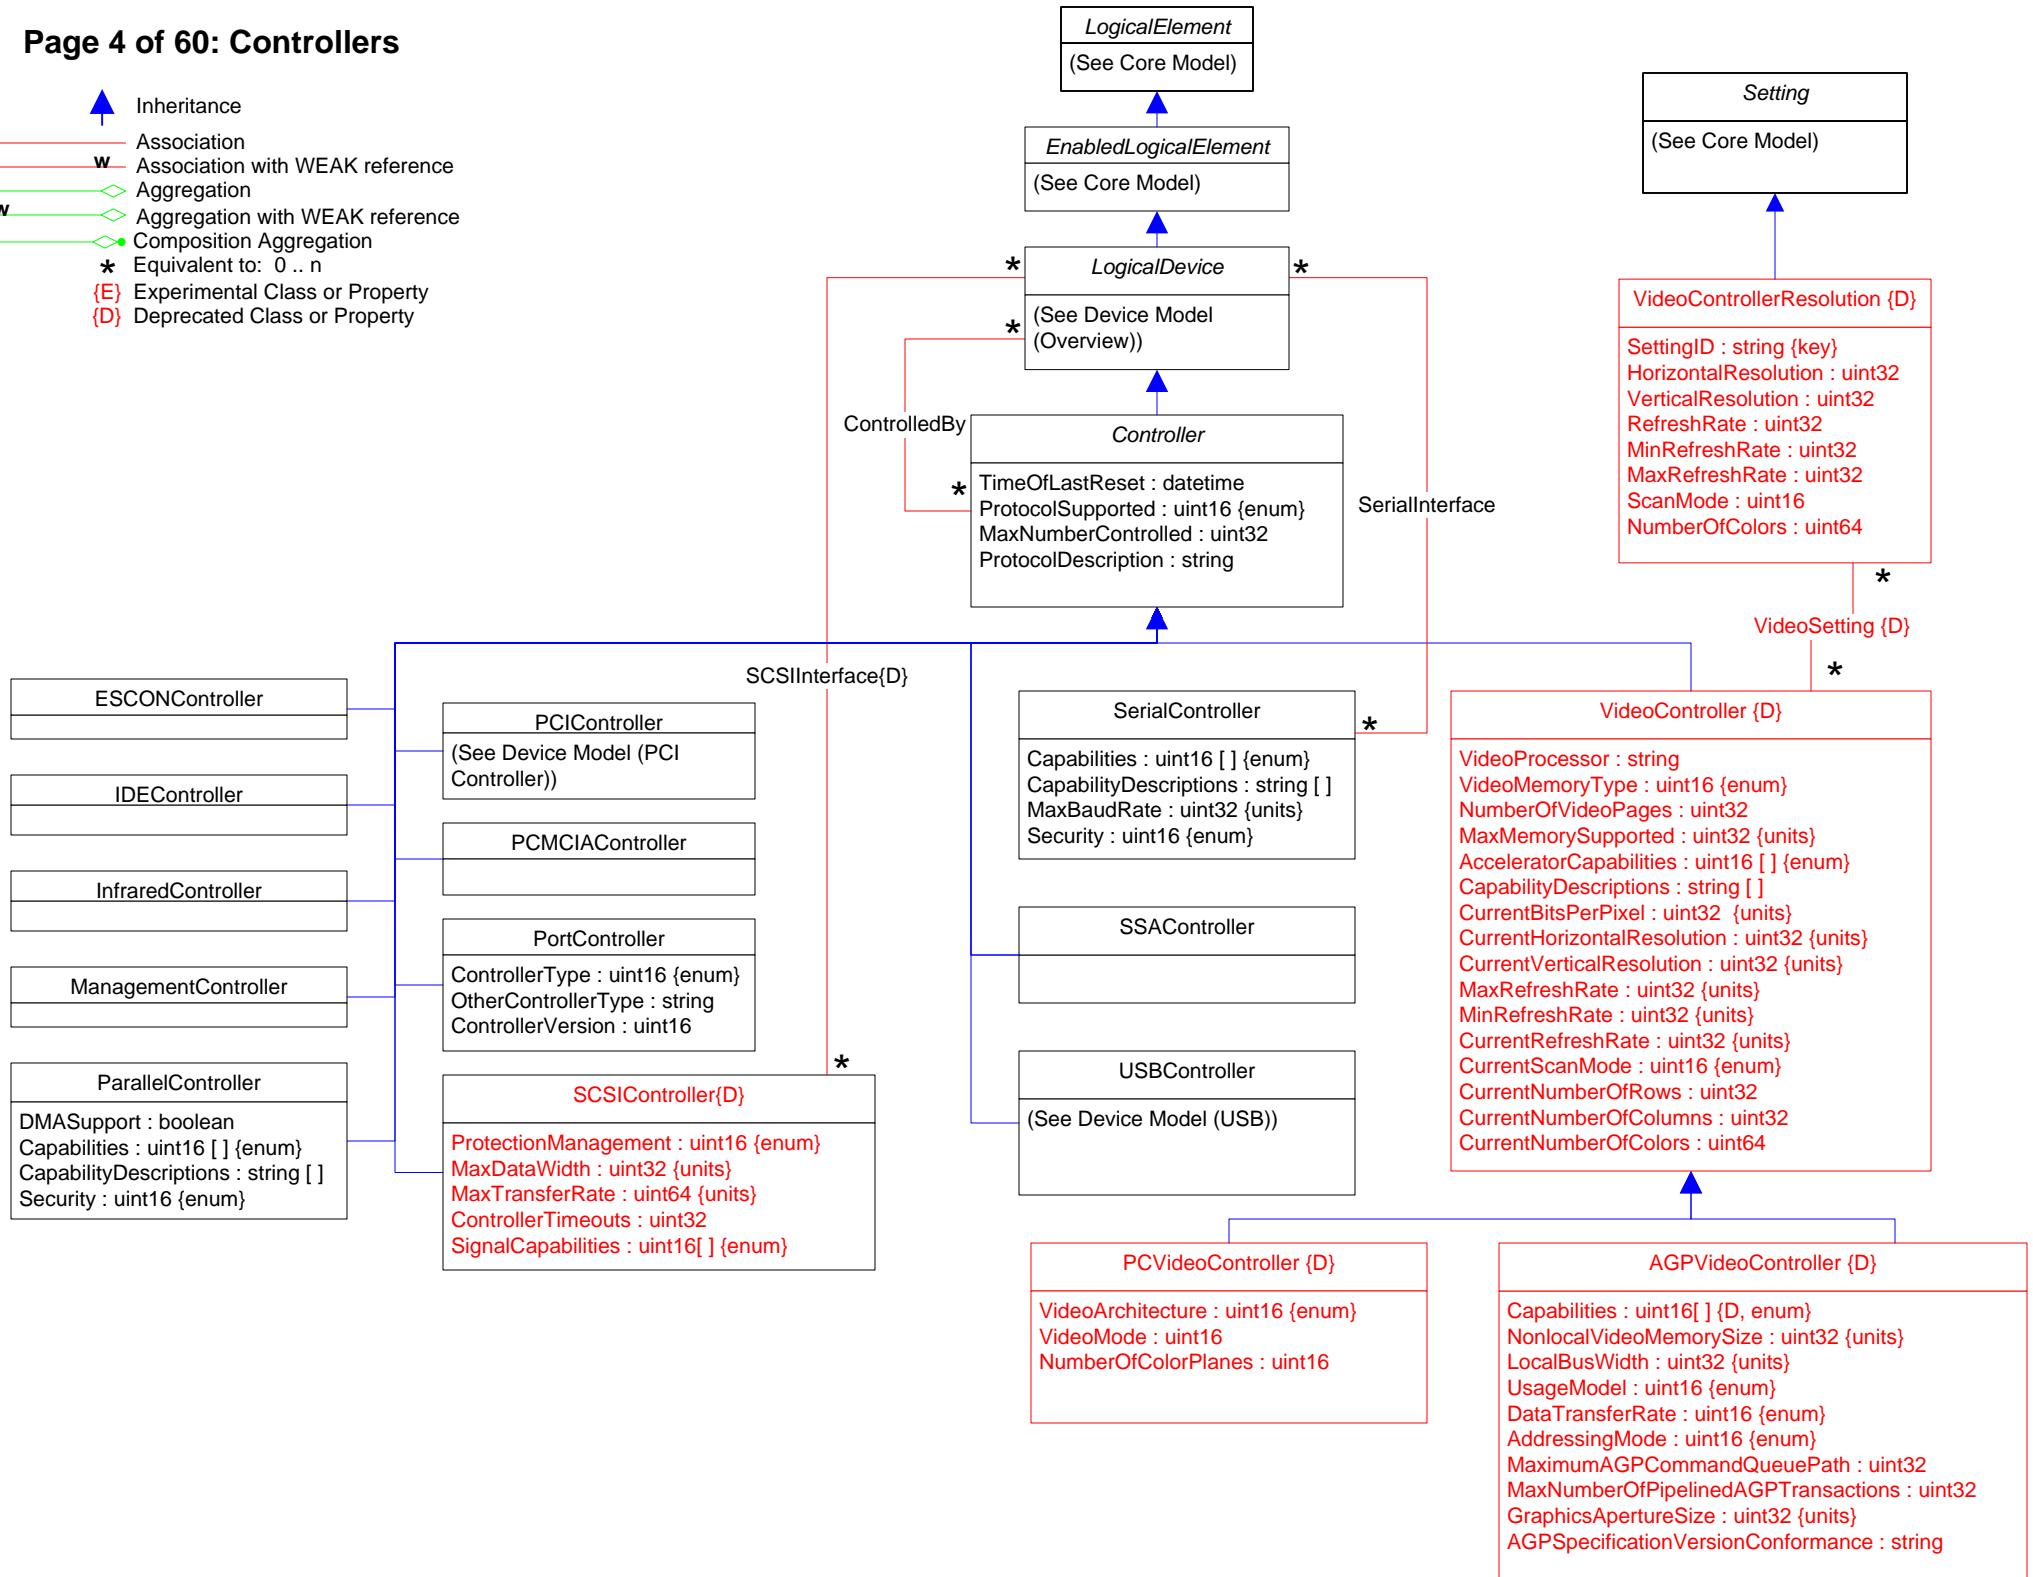 Page 4 of 60: Controllers
Inheritance
Association
w Association with WEAK reference
Aggregation
w Aggregation with WEAK reference
Composition Aggregation
* Equivalent to: 0 .. n
{E} Experimental Class or Property
{D} Deprecated Class or Property
LogicalElement
(See Core Model)
EnabledLogicalElement
(See Core Model)
* LogicalDevice *
(See Device Model
(Overview))
*
ControlledBy
Controller
TimeOfLastReset : datetime
ProtocolSupported : uint16 {enum}
MaxNumberControlled : uint32
ProtocolDescription : string
*
SerialInterface
Setting
(See Core Model)
VideoControllerResolution {D}
SettingID : string {key}
HorizontalResolution : uint32
VerticalResolution : uint32
RefreshRate : uint32
MinRefreshRate : uint32
MaxRefreshRate : uint32
ScanMode : uint16
NumberOfColors : uint64
*
VideoSetting {D}
*
SCSIInterface{D}
ESCONController
IDEController
InfraredController
ManagementController
ParallelController
DMASupport : boolean
Capabilities : uint16 [ ] {enum}
CapabilityDescriptions : string [ ]
Security : uint16 {enum}
PCIController
(See Device Model (PCI
Controller))
PCMCIAController
PortController
ControllerType : uint16 {enum}
OtherControllerType : string
ControllerVersion : uint16
*
SCSIController{D}
ProtectionManagement : uint16 {enum}
MaxDataWidth : uint32 {units}
MaxTransferRate : uint64 {units}
ControllerTimeouts : uint32
SignalCapabilities : uint16[ ] {enum}
SerialController
*
Capabilities : uint16 [ ] {enum}
CapabilityDescriptions : string [ ]
MaxBaudRate : uint32 {units}
Security : uint16 {enum}
SSAController
USBController
(See Device Model (USB))
VideoController {D}
VideoProcessor : string
VideoMemoryType : uint16 {enum}
NumberOfVideoPages : uint32
MaxMemorySupported : uint32 {units}
AcceleratorCapabilities : uint16 [ ] {enum}
CapabilityDescriptions : string [ ]
CurrentBitsPerPixel : uint32 {units}
CurrentHorizontalResolution : uint32 {units}
CurrentVerticalResolution : uint32 {units}
MaxRefreshRate : uint32 {units}
MinRefreshRate : uint32 {units}
CurrentRefreshRate : uint32 {units}
CurrentScanMode : uint16 {enum}
CurrentNumberOfRows : uint32
CurrentNumberOfColumns : uint32
CurrentNumberOfColors : uint64
PCVideoController {D}
VideoArchitecture : uint16 {enum}
VideoMode : uint16
NumberOfColorPlanes : uint16
AGPVideoController {D}
Capabilities : uint16[ ] {D, enum}
NonlocalVideoMemorySize : uint32 {units}
LocalBusWidth : uint32 {units}
UsageModel : uint16 {enum}
DataTransferRate : uint16 {enum}
AddressingMode : uint16 {enum}
MaximumAGPCommandQueuePath : uint32
MaxNumberOfPipelinedAGPTransactions : uint32
GraphicsApertureSize : uint32 {units}
AGPSpecificationVersionConformance : string